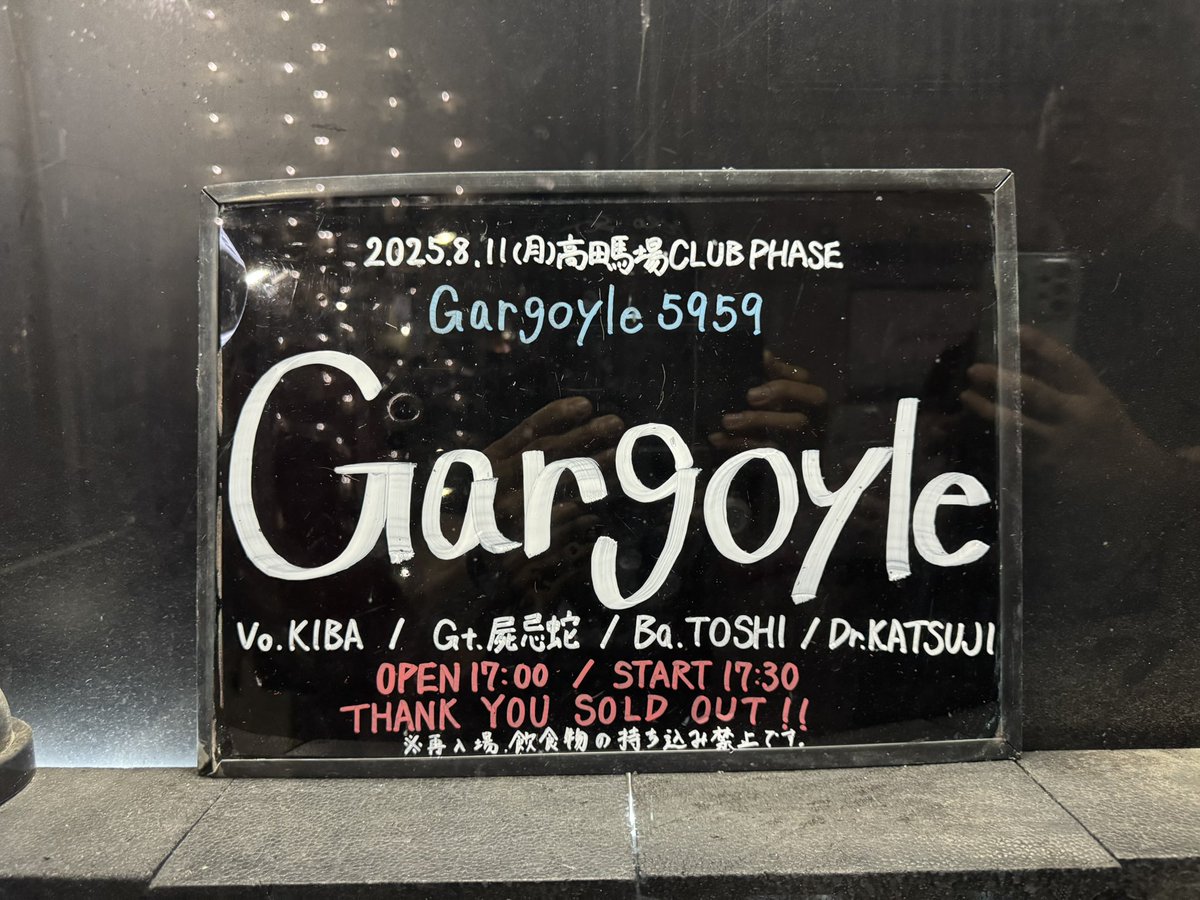 2025.8.11(月)高田馬場CLUB PHASE
Gargoyle 5959
Gargoyle
Vo.KIBA / Gt.屍忌蛇 / Ba.TOSHI / Dr.KATSUJI
OPEN 17:00 / START 17:30
THANK YOU SOLD OUT!!
※再入場.飲食物の持ち込み禁止です.